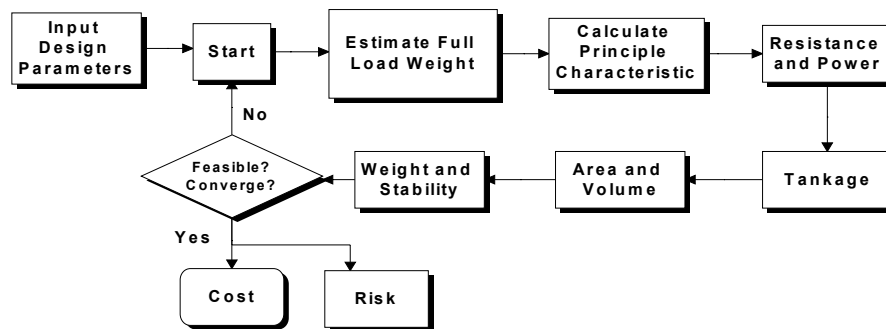 Input
Design
Parameters
Start
Estimate Full
Load Weight
Calculate
Principle
Characteristic
Resistance
and Power
No
Feasible?
Converge?
Weight and
Stability
Area and
Volume
Tankage
Yes
Cost
Risk